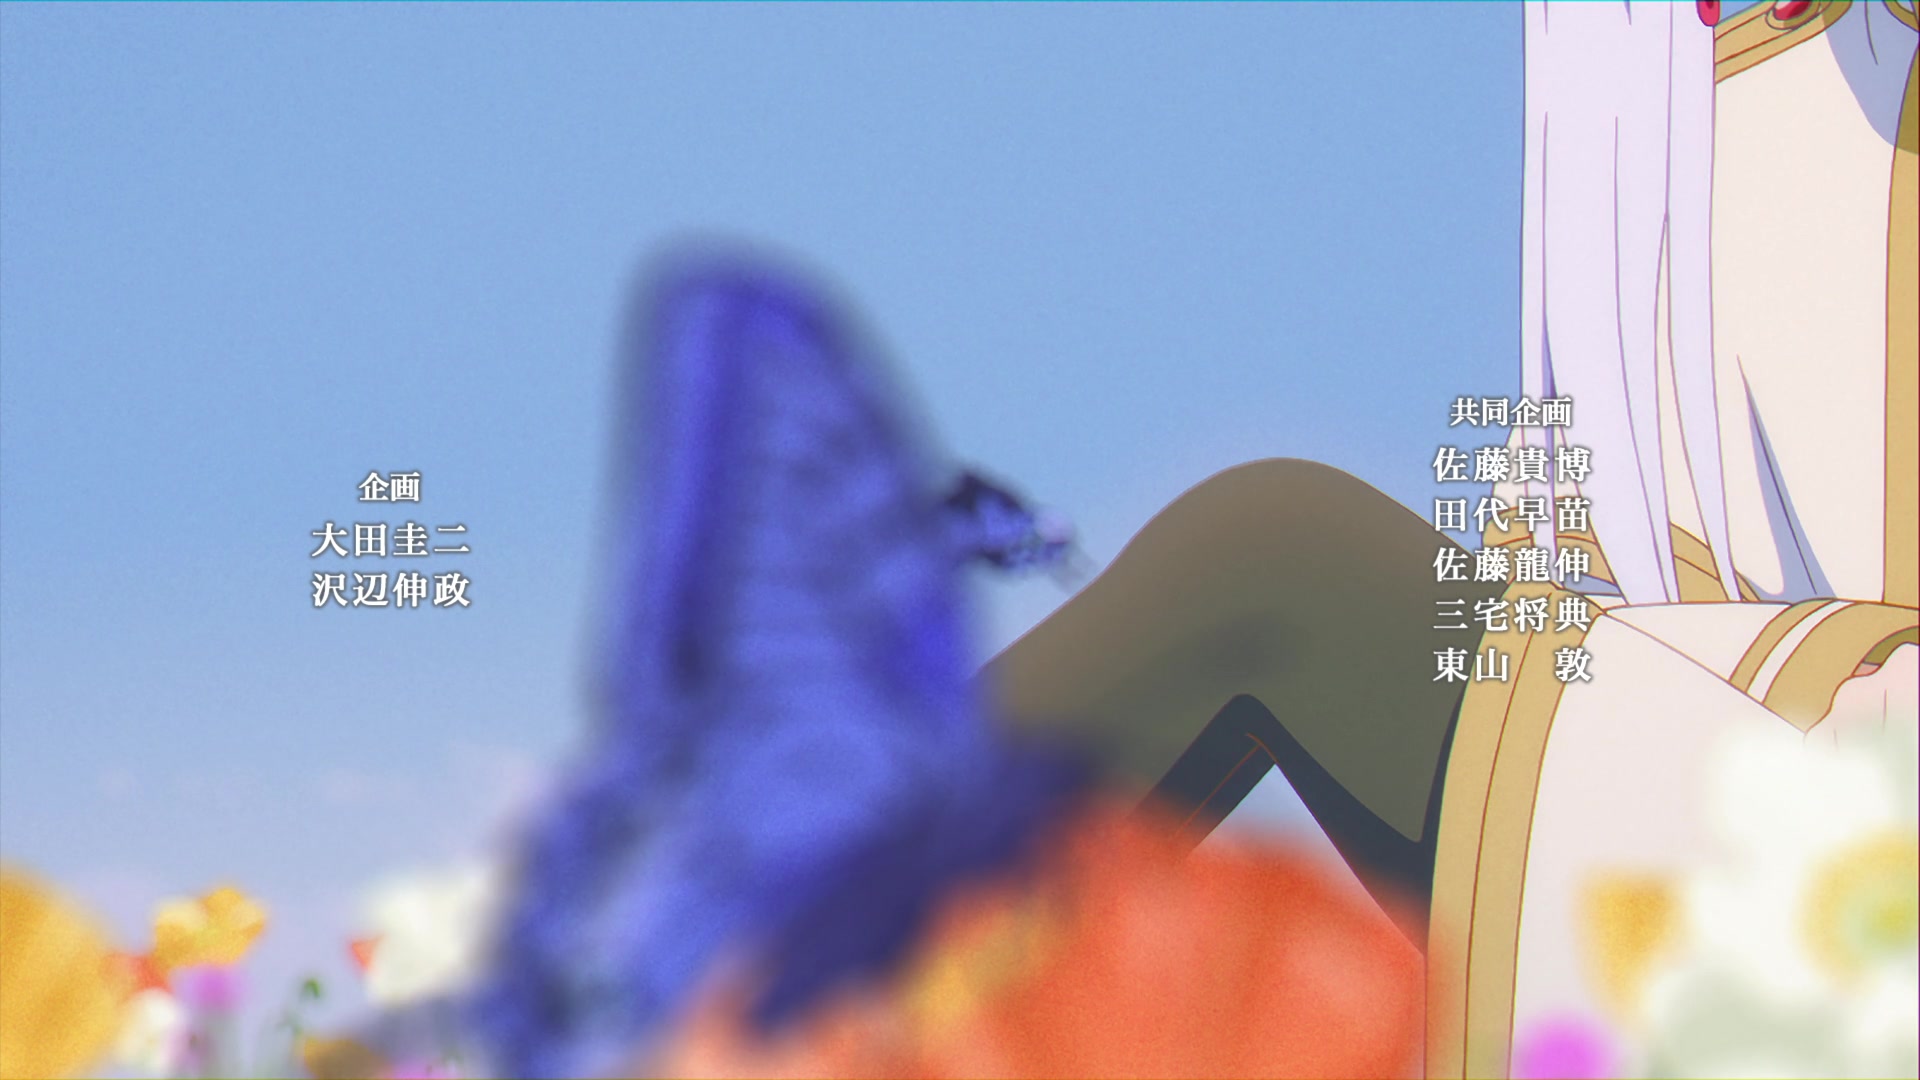 企画
大田圭二
沢辺伸政
共同企画
佐藤貴博
田代早苗
佐藤龍伸
三宅将典
東山　敦